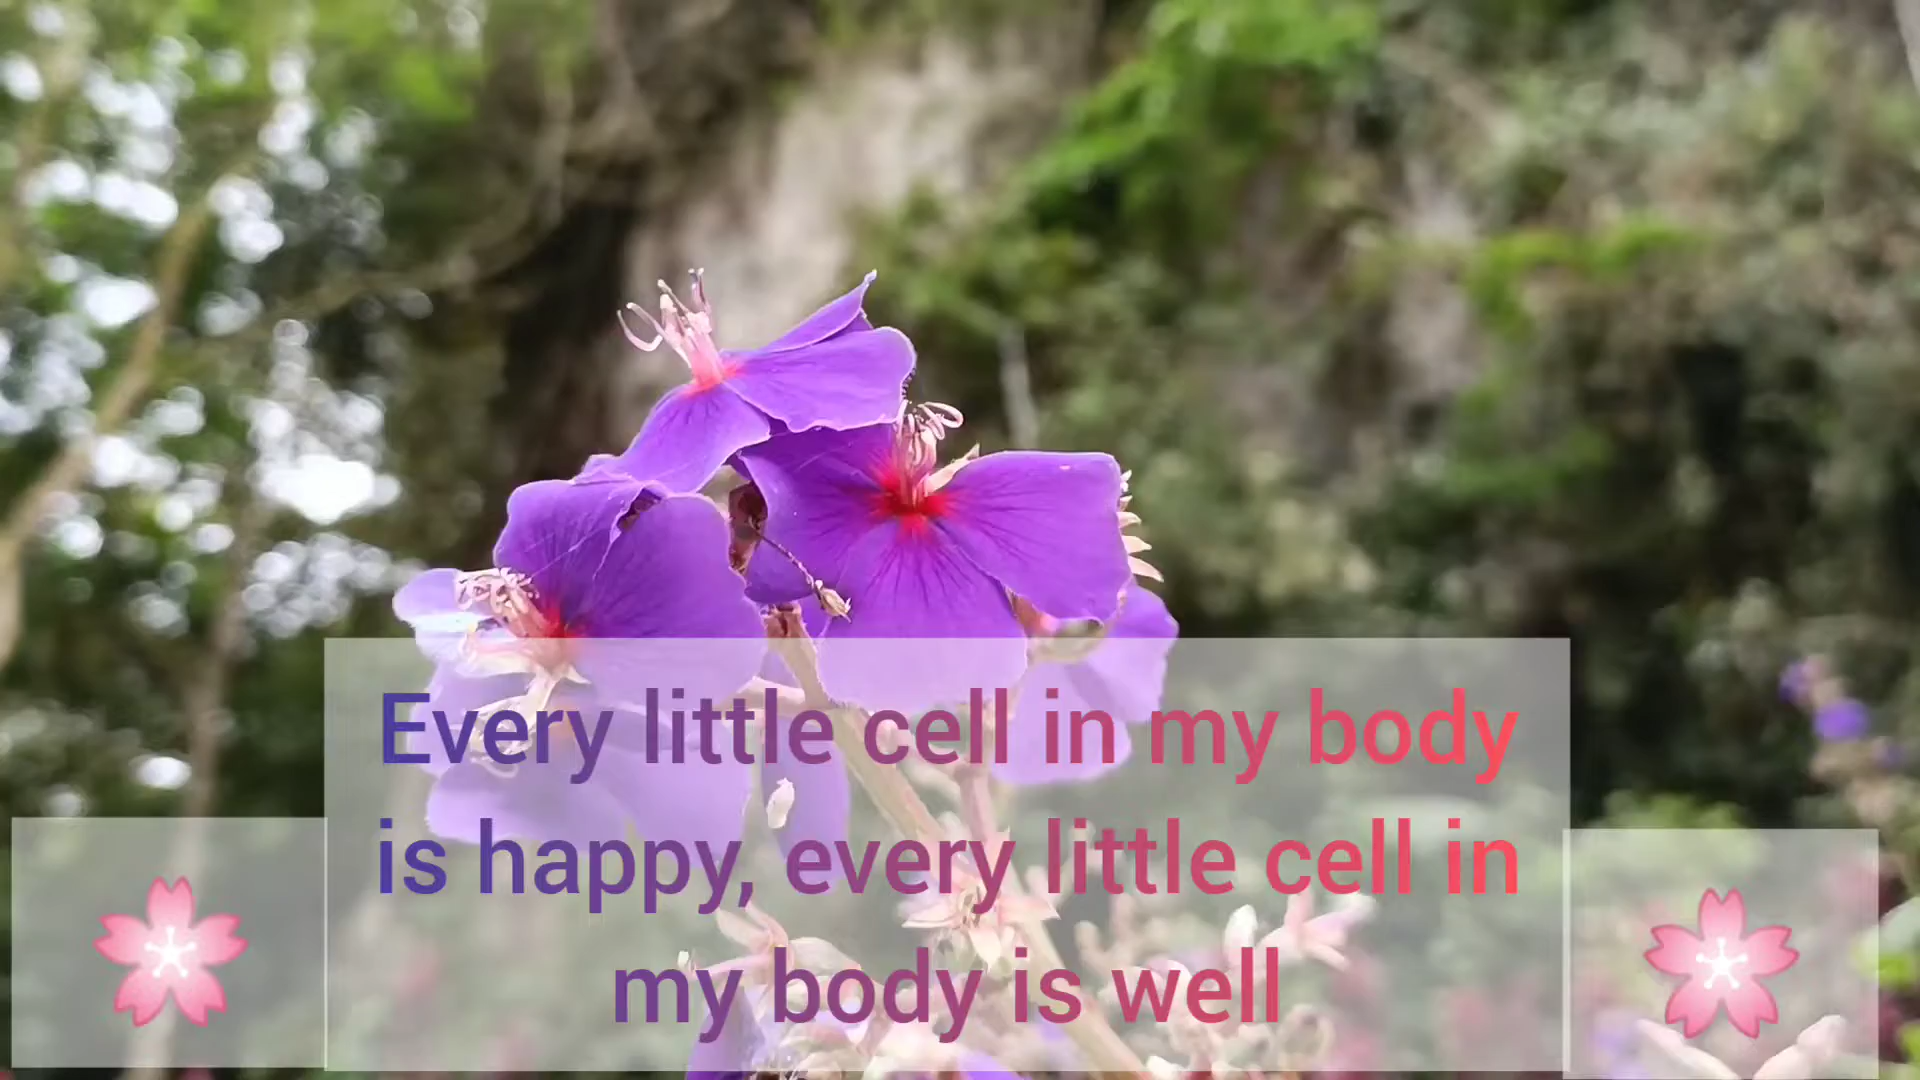 Every little cell in my body
is happy, every little cell in
my body is well